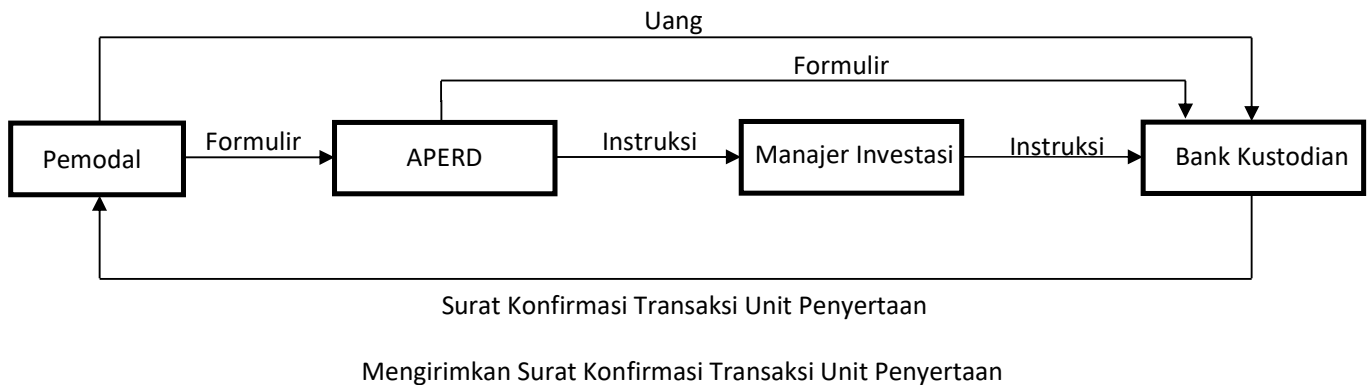 Uang
Formulir
Pemodal
Formulir
APERD
Instruksi
Manajer Investasi
Instruksi
Bank Kustodian
Surat Konfirmasi Transaksi Unit Penyertaan
Mengirimkan Surat Konfirmasi Transaksi Unit Penyertaan